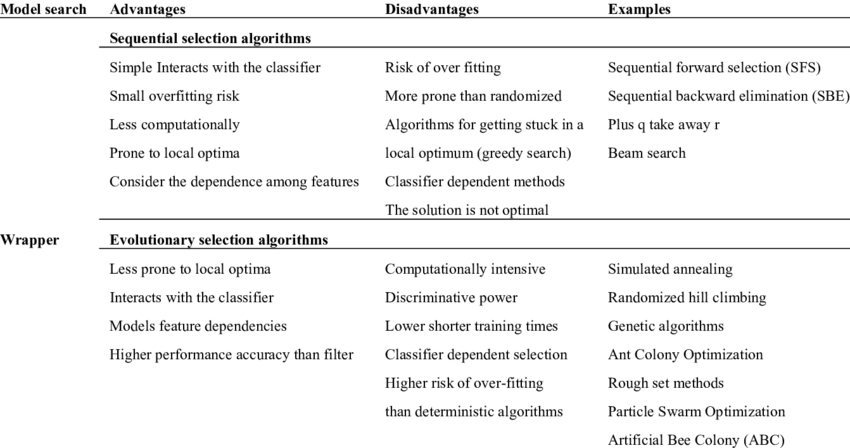 Model search Advantages Disadvantages Examples
Sequential selection algorithms
Simple Interacts with the classifier Risk of over fitting Sequential forward selection (SFS)
Small overfitting risk More prone than randomized Sequential backward elimination (SBE)
Less computationally Algorithms for getting stuck in a Plus q take away r
Prone to local optima local optimum (greedy search) Beam search
Consider the dependence among features Classifier dependent methods
The solution is not optimal
Wrapper Evolutionary selection algorithms
Less prone to local optima Computationally intensive Simulated annealing
Interacts with the classifier Discriminative power Randomized hill climbing
Models feature dependencies Lower shorter training times Genetic algorithms
Higher performance accuracy than filter Classifier dependent selection Ant Colony Optimization
Higher risk of over-fitting Rough set methods
than deterministic algorithms Particle Swarm Optimization
Artificial Bee Colony (ABC)